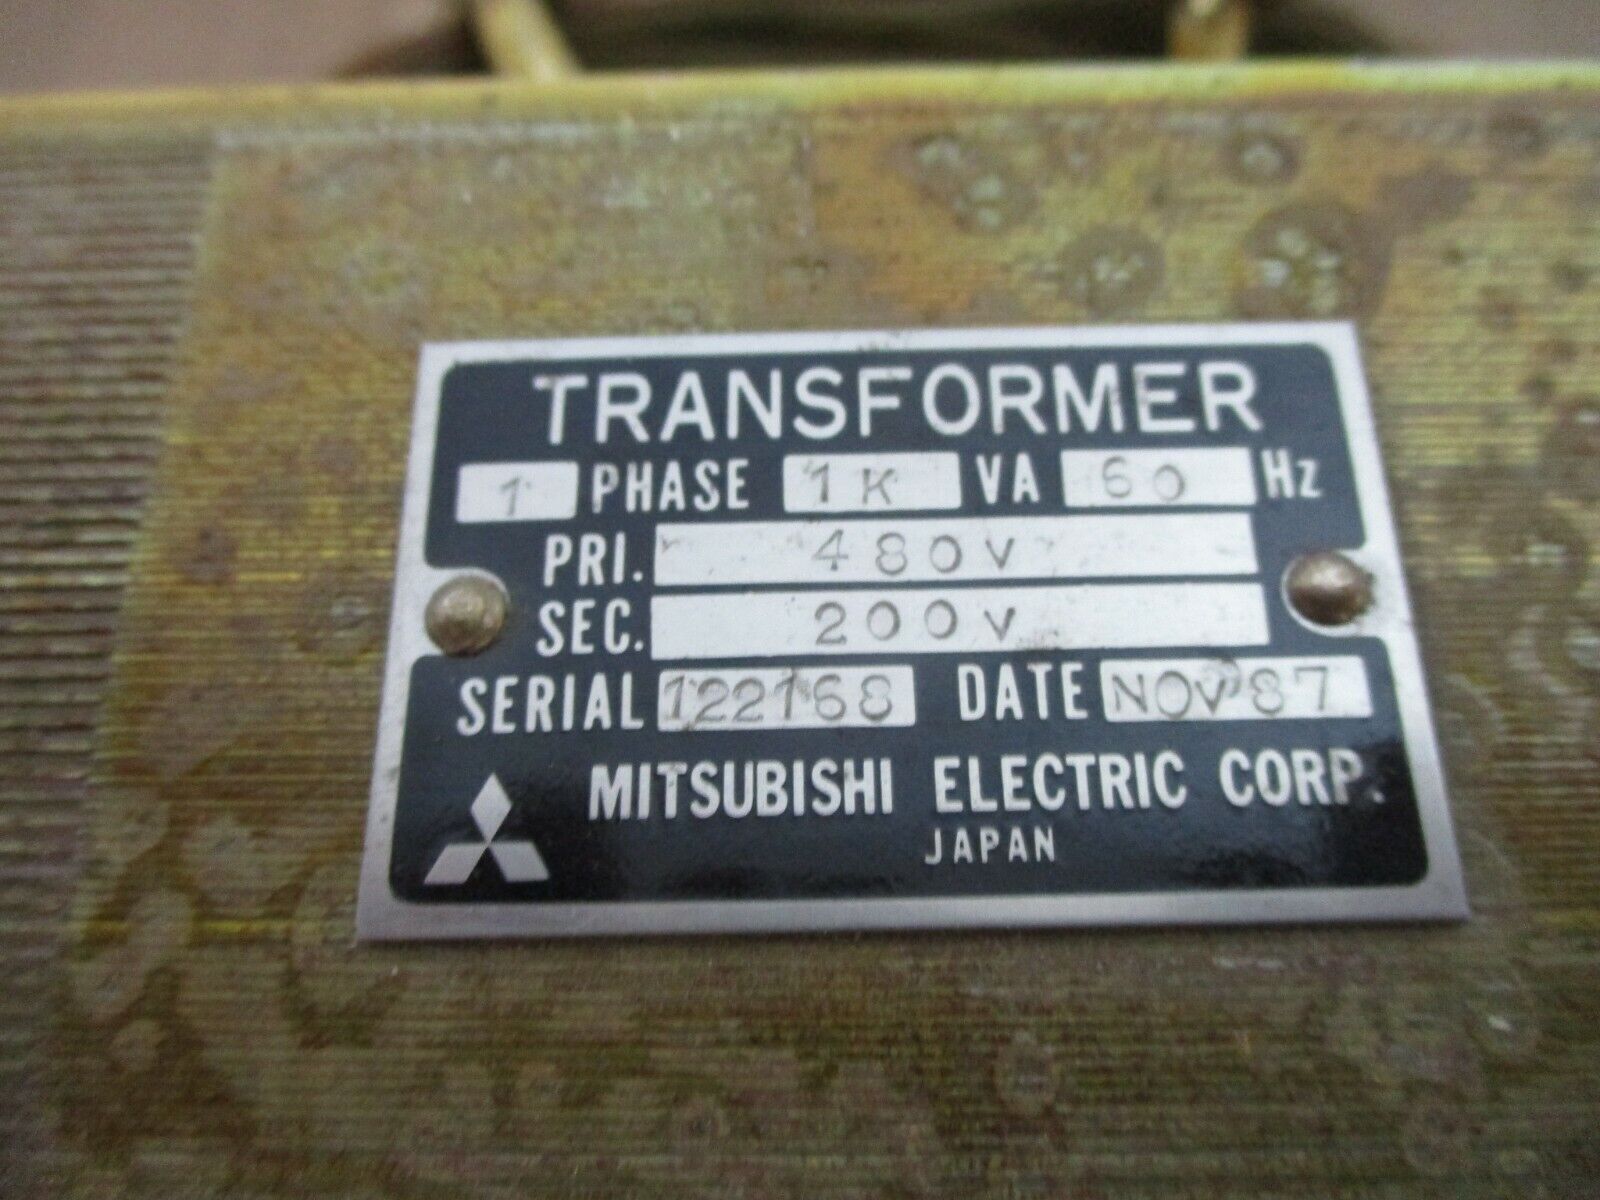 TRANSFORMER
1 PHASE 1K VA 60 Hz
PRI. 480V
SEC. 200V
SERIAL 122168 DATE NOV'87
MITSUBISHI ELECTRIC CORP.
JAPAN